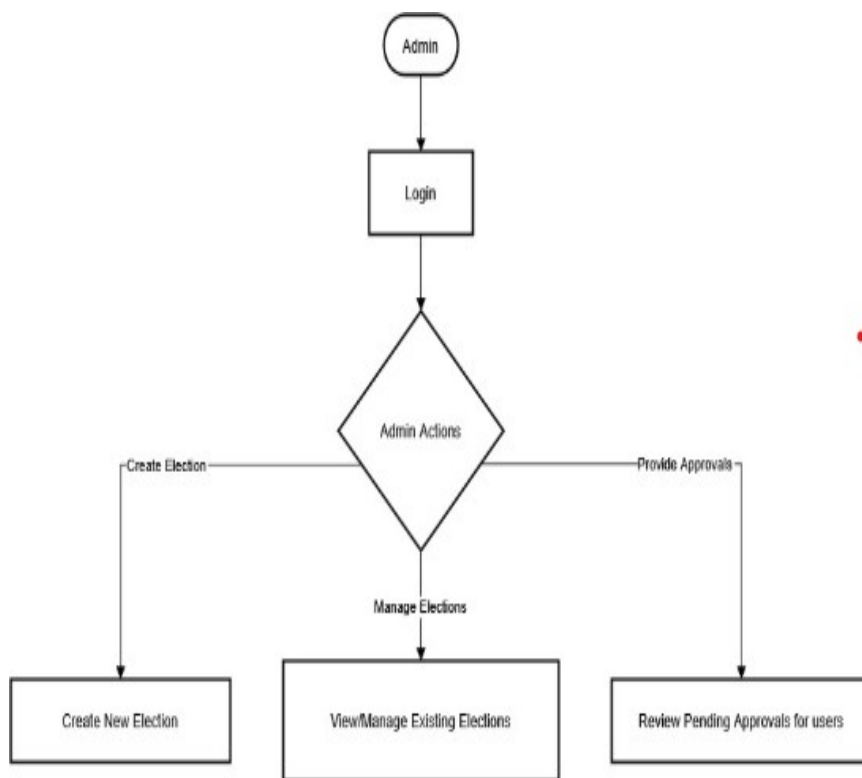 Admin
Login
Admin Actions
Create Election
Provide Approvals
Manage Elections
Create New Election
View/Manage Existing Elections
Review Pending Approvals for users